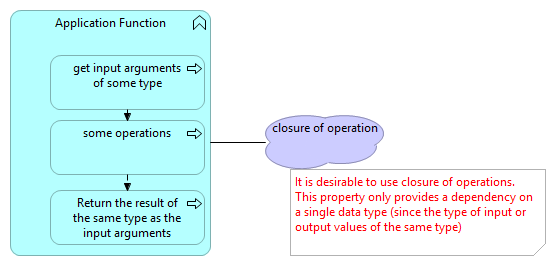 Application Function
get input arguments
of some type
some operations
Return the result of
the same type as the
input arguments
closure of operation
It is desirable to use closure of operations.
This property only provides a dependency on
a single data type (since the type of input or
output values of the same type)